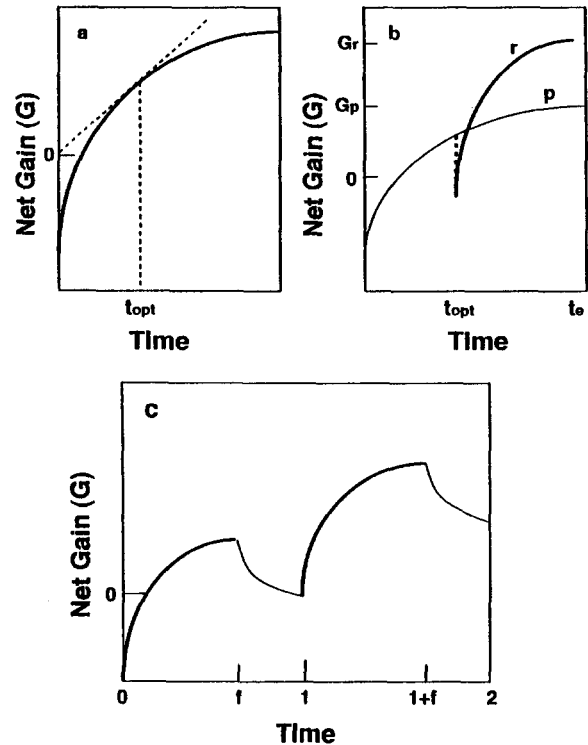 a
Net Gain (G)
0
topt
Time
b
Net Gain (G)
Gr
Gp
0
r
p
topt
te
Time
c
Net Gain (G)
0
0
f
1
1+f
2
Time